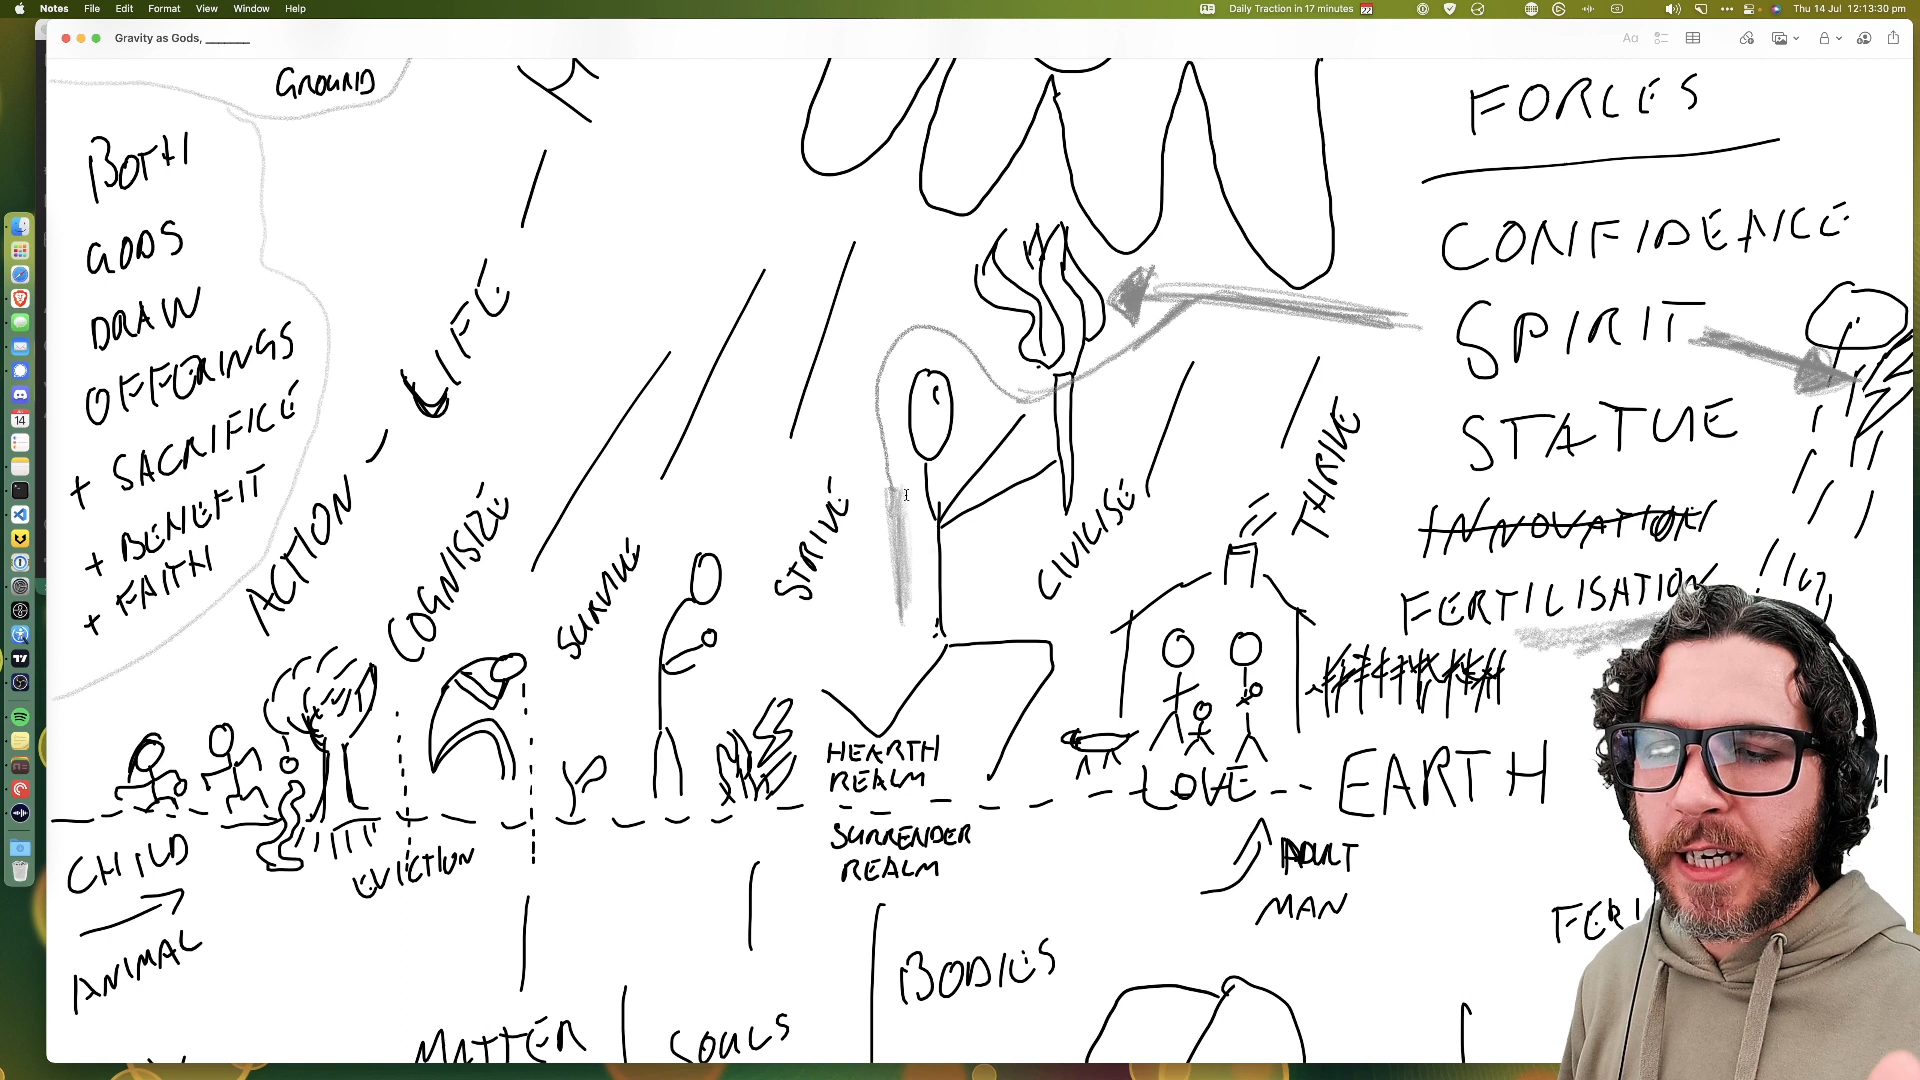 Notes File Edit Format View Window Help
Daily Traction in 17 minutes
Thu 14 Jul 12:13:30 pm
Gravity as Gods, ______
GROUND
BOTH
GODS
DRAW
OFFERINGS
+ SACRIFICE
+ BENEFIT
+ FAITH
ACTION - LIFE -
COGNISIZE
SURVIVE
STRIVE
CIVILISE
THRIVE
FORCES
CONFIDENCE
SPIRIT
STATUE
INNOVATION
FERTILISATION
HEARTH
REALM
SURRENDER
REALM
LOVE
EARTH
CHILD
ANIMAL
EVICTION
ADULT
MAN
BODIES
MATTER
SOULS